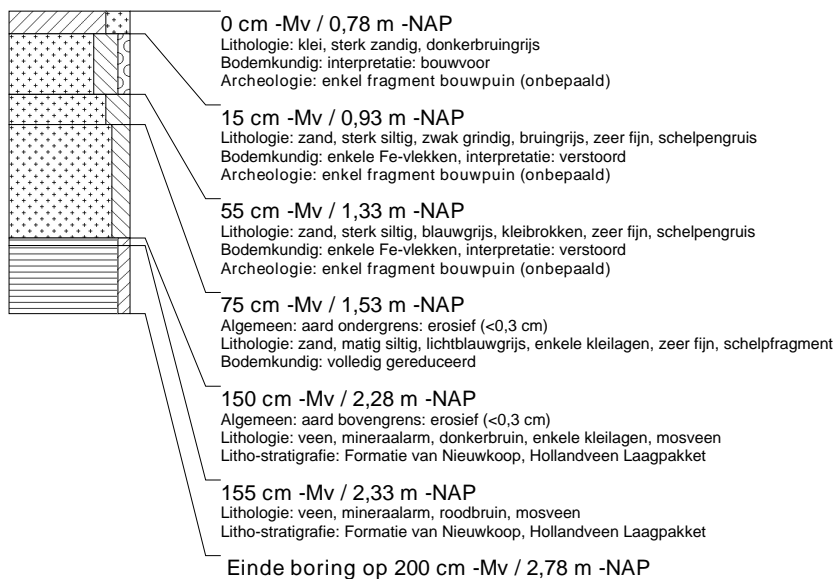 0 cm -Mv / 0,78 m -NAP
Lithologie: klei, sterk zandig, donkerbruingrijs
Bodemkundig: interpretatie: bouwvoor
Archeologie: enkel fragment bouwpuin (onbepaald)
15 cm -Mv / 0,93 m -NAP
Lithologie: zand, sterk siltig, zwak grindig, bruingrijs, zeer fijn, schelpengruis
Bodemkundig: enkele Fe-vlekken, interpretatie: verstoord
Archeologie: enkel fragment bouwpuin (onbepaald)
55 cm -Mv / 1,33 m -NAP
Lithologie: zand, sterk siltig, blauwgrijs, kleibrokken, zeer fijn, schelpengruis
Bodemkundig: enkele Fe-vlekken, interpretatie: verstoord
Archeologie: enkel fragment bouwpuin (onbepaald)
75 cm -Mv / 1,53 m -NAP
Algemeen: aard ondergrens: erosief (<0,3 cm)
Lithologie: zand, matig siltig, lichtblauwgrijs, enkele kleilagen, zeer fijn, schelpfragment
Bodemkundig: volledig gereduceerd
150 cm -Mv / 2,28 m -NAP
Algemeen: aard bovengrens: erosief (<0,3 cm)
Lithologie: veen, mineraalarm, donkerbruin, enkele kleilagen, mosveen
Litho-stratigrafie: Formatie van Nieuwkoop, Hollandveen Laagpakket
155 cm -Mv / 2,33 m -NAP
Lithologie: veen, mineraalarm, roodbruin, mosveen
Litho-stratigrafie: Formatie van Nieuwkoop, Hollandveen Laagpakket
Einde boring op 200 cm -Mv / 2,78 m -NAP